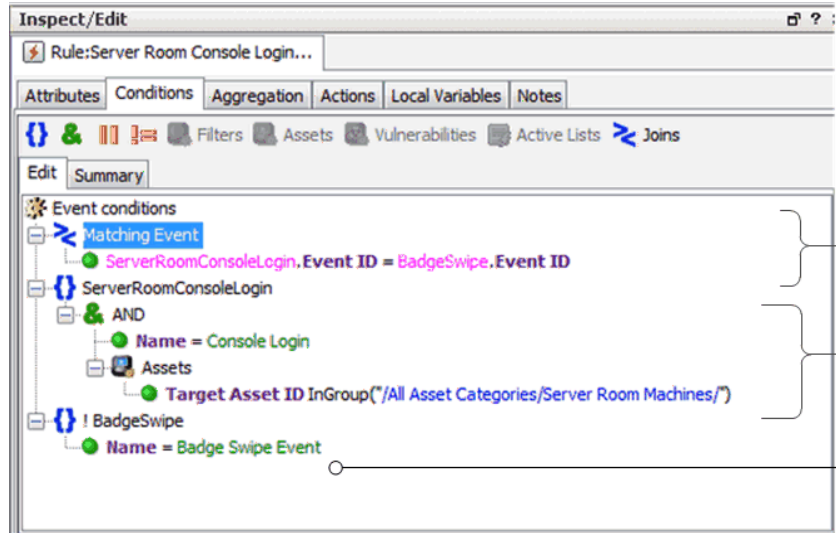 Inspect/Edit ?
Rule:Server Room Console Login...
Attributes Conditions Aggregation Actions Local Variables Notes
{} & Filters Assets Vulnerabilities Active Lists Joins
Edit Summary
Event conditions
Matching Event
ServerRoomConsoleLogin.Event ID = BadgeSwipe.Event ID
{} ServerRoomConsoleLogin
& AND
Name = Console Login
Assets
Target Asset ID InGroup("/All Asset Categories/Server Room Machines/")
{} ! BadgeSwipe
Name = Badge Swipe Event